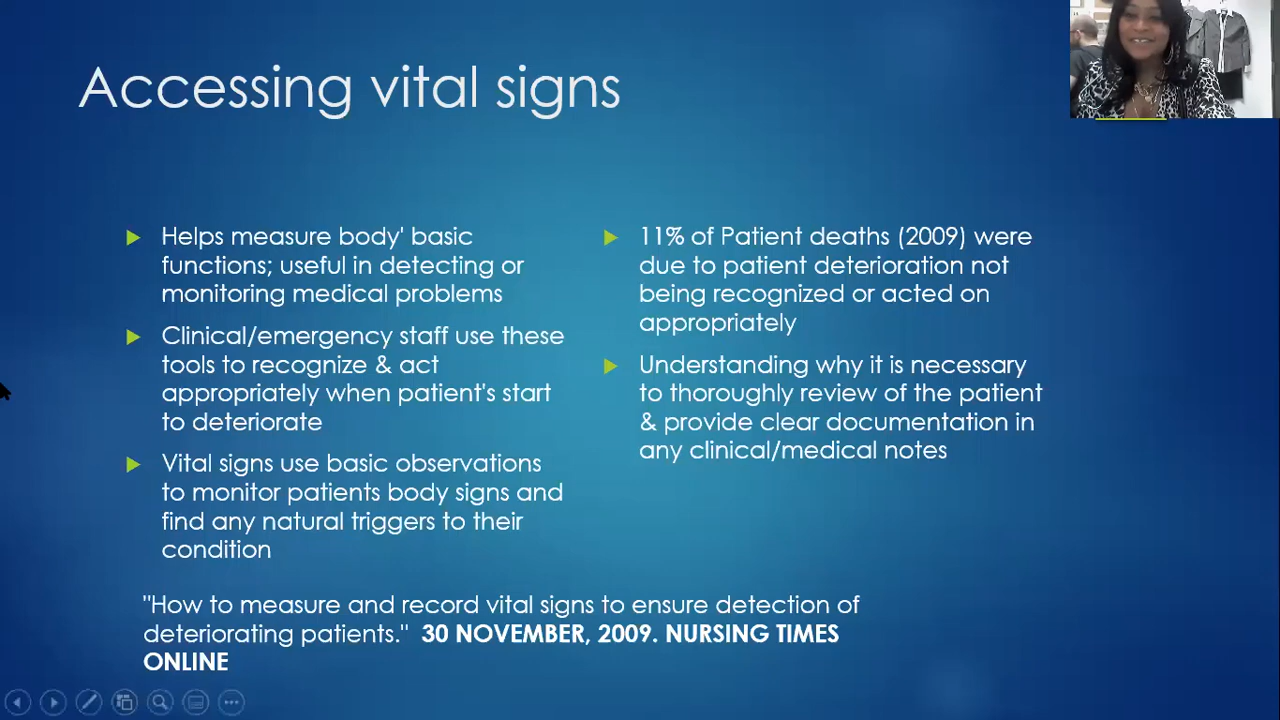 Accessing vital signs
Helps measure body' basic
functions; useful in detecting or
monitoring medical problems
Clinical/emergency staff use these
tools to recognize & act
appropriately when patient's start
to deteriorate
Vital signs use basic observations
to monitor patients body signs and
find any natural triggers to their
condition
11% of Patient deaths (2009) were
due to patient deterioration not
being recognized or acted on
appropriately
Understanding why it is necessary
to thoroughly review of the patient
& provide clear documentation in
any clinical/medical notes
"How to measure and record vital signs to ensure detection of
deteriorating patients." 30 NOVEMBER, 2009. NURSING TIMES
ONLINE